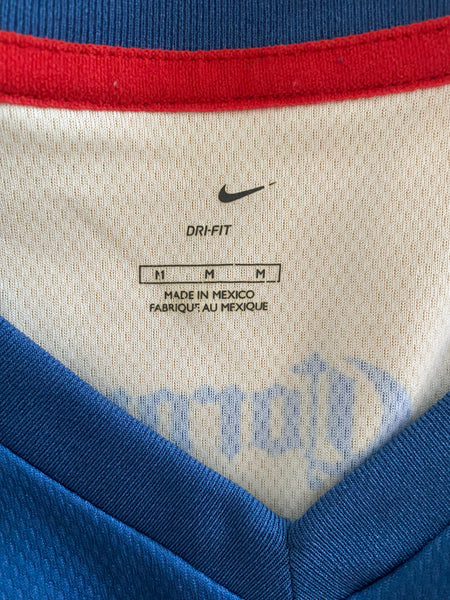 DRI-FIT
M M M
MADE IN MEXICO
FABRIQUÉ AU MEXIQUE